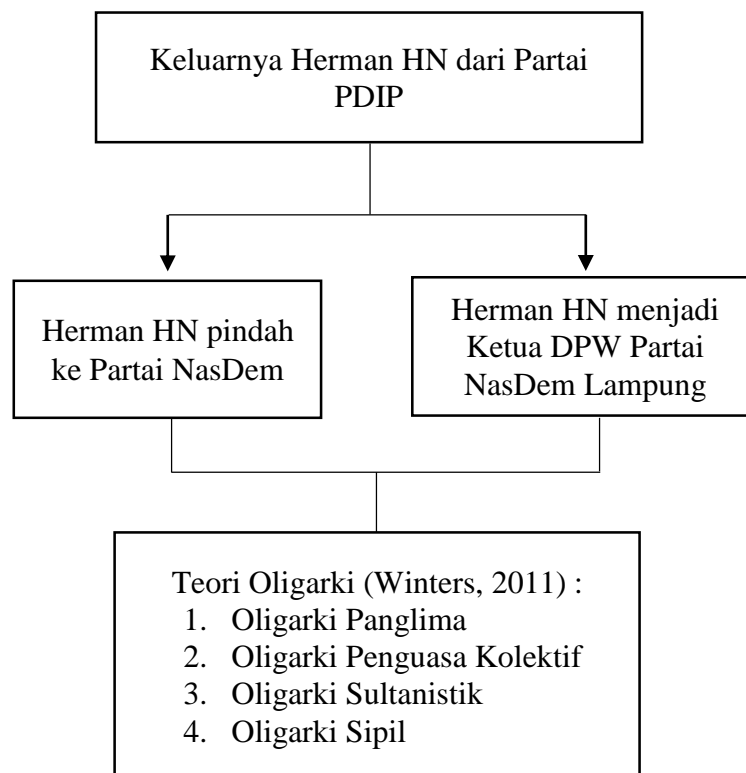 Keluarnya Herman HN dari Partai
PDIP
Herman HN pindah
ke Partai NasDem
Herman HN menjadi
Ketua DPW Partai
NasDem Lampung
Teori Oligarki (Winters, 2011) :
1. Oligarki Panglima
2. Oligarki Penguasa Kolektif
3. Oligarki Sultanistik
4. Oligarki Sipil